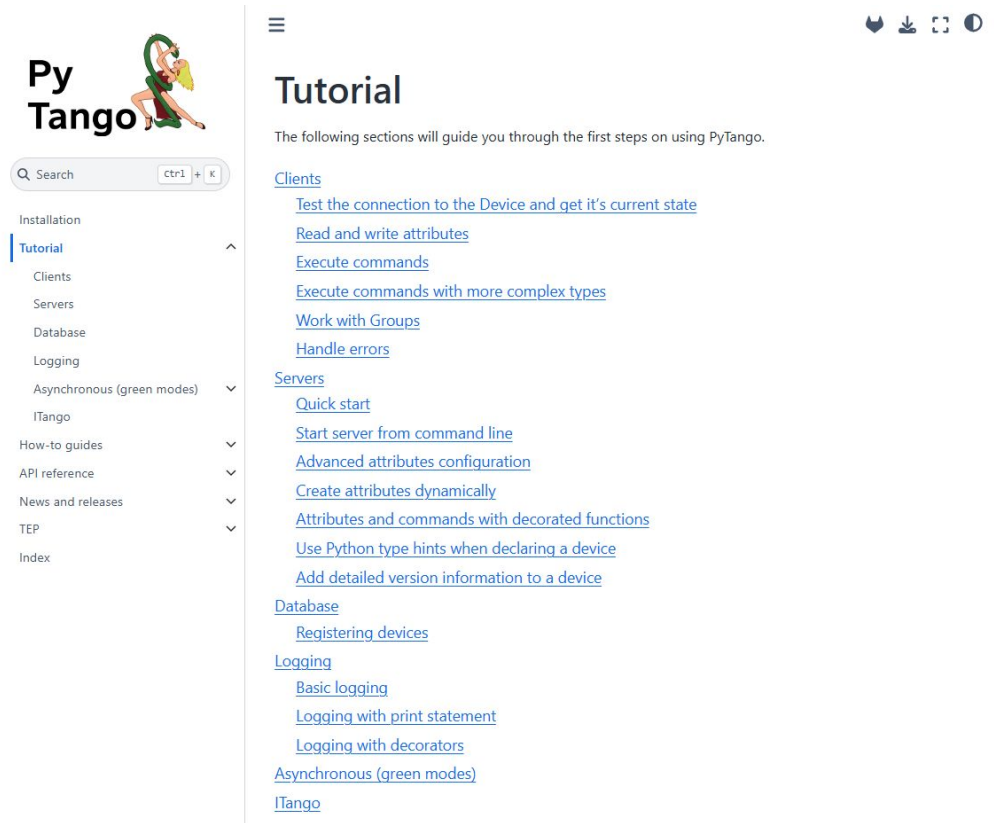 Py
Tango
Search
Ctrl + K
Installation
Tutorial
Clients
Servers
Database
Logging
Asynchronous (green modes)
ITango
How-to guides
API reference
News and releases
TEP
Index
Tutorial
The following sections will guide you through the first steps on using PyTango.
Clients
Test the connection to the Device and get it’s current state
Read and write attributes
Execute commands
Execute commands with more complex types
Work with Groups
Handle errors
Servers
Quick start
Start server from command line
Advanced attributes configuration
Create attributes dynamically
Attributes and commands with decorated functions
Use Python type hints when declaring a device
Add detailed version information to a device
Database
Registering devices
Logging
Basic logging
Logging with print statement
Logging with decorators
Asynchronous (green modes)
ITango